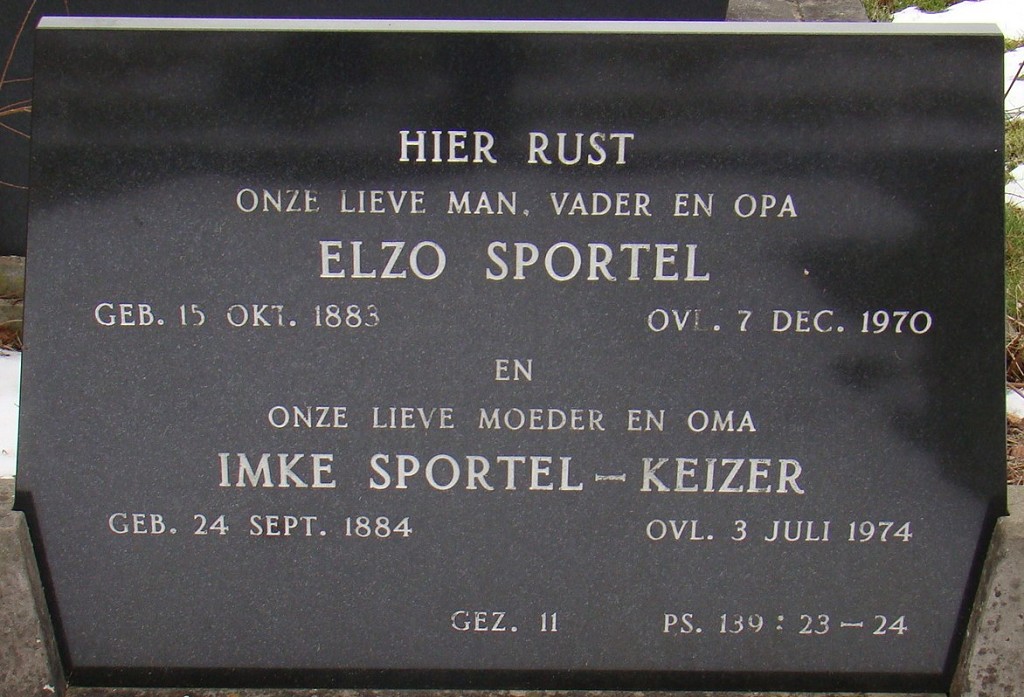 HIER RUST
ONZE LIEVE MAN, VADER EN OPA
ELZO SPORTEL
GEB. 15 OKT. 1883 OVL. 7 DEC. 1970
EN
ONZE LIEVE MOEDER EN OMA
IMKE SPORTEL - KEIZER
GEB. 24 SEPT. 1884 OVL. 3 JULI 1974
GEZ. 11 PS. 139 : 23 - 24